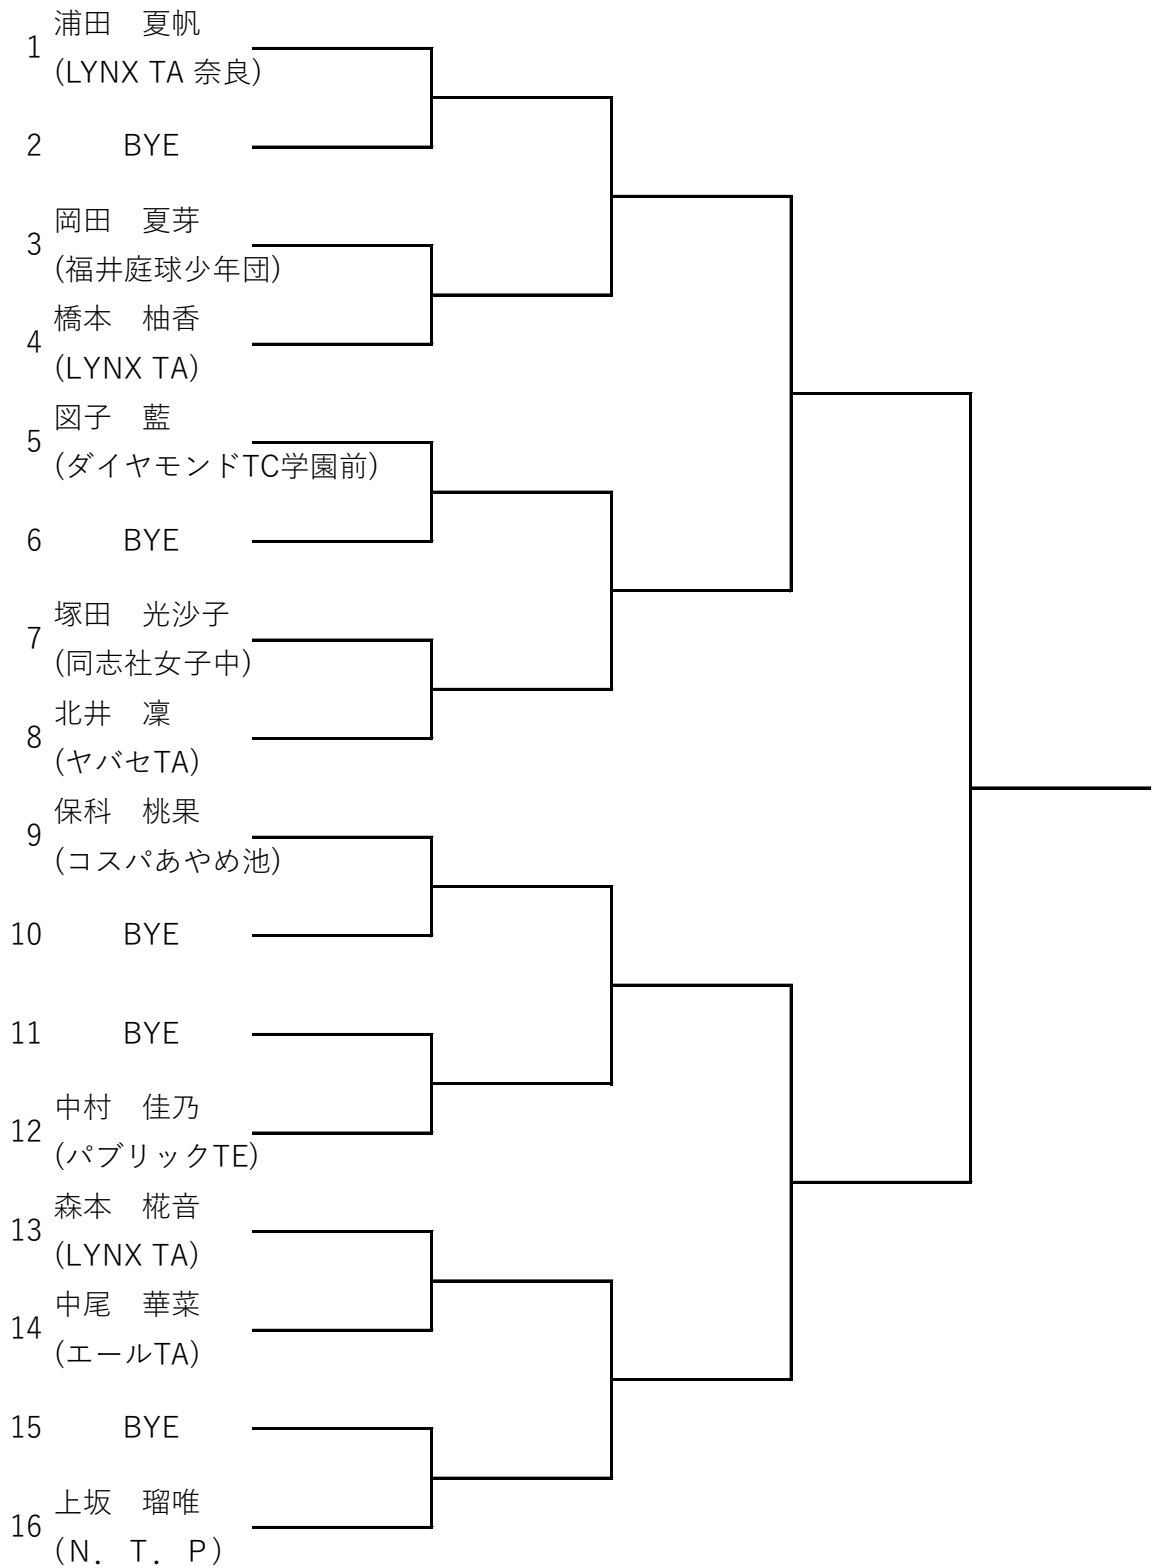 1 浦田　夏帆
(LYNX TA 奈良)
2 BYE
3 岡田　夏芽
(福井庭球少年団)
4 橋本　柚香
(LYNX TA)
5 図子　藍
(ダイヤモンドTC学園前)
6 BYE
7 塚田　光沙子
(同志社女子中)
8 北井　凜
(ヤバセTA)
9 保科　桃果
(コスパあやめ池)
10 BYE
11 BYE
12 中村　佳乃
(パブリックTE)
13 森本　椛音
(LYNX TA)
14 中尾　華菜
(エールTA)
15 BYE
16 上坂　瑠唯
(Ｎ．Ｔ．Ｐ)